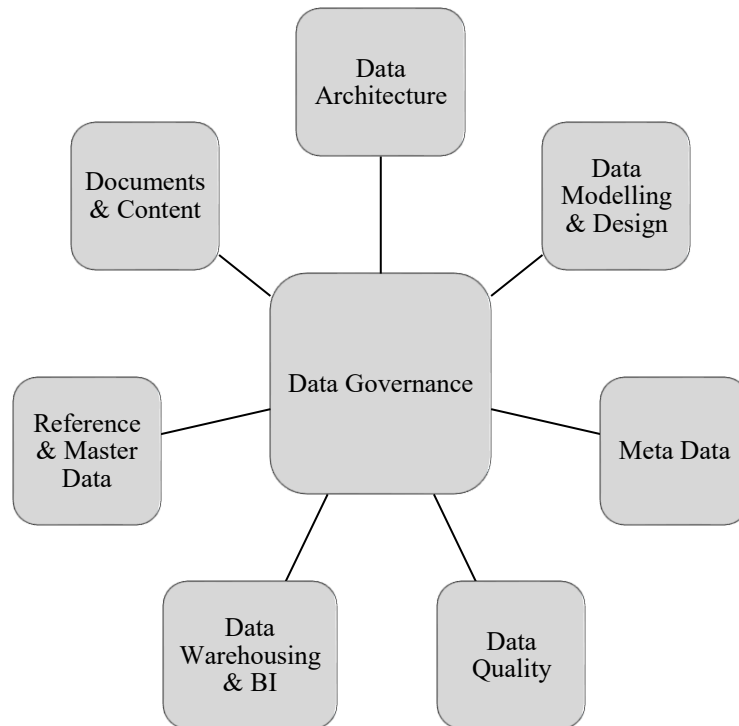 Data
Architecture
Documents
& Content
Data
Modelling
& Design
Data Governance
Reference
& Master
Data
Meta Data
Data
Warehousing
& BI
Data
Quality